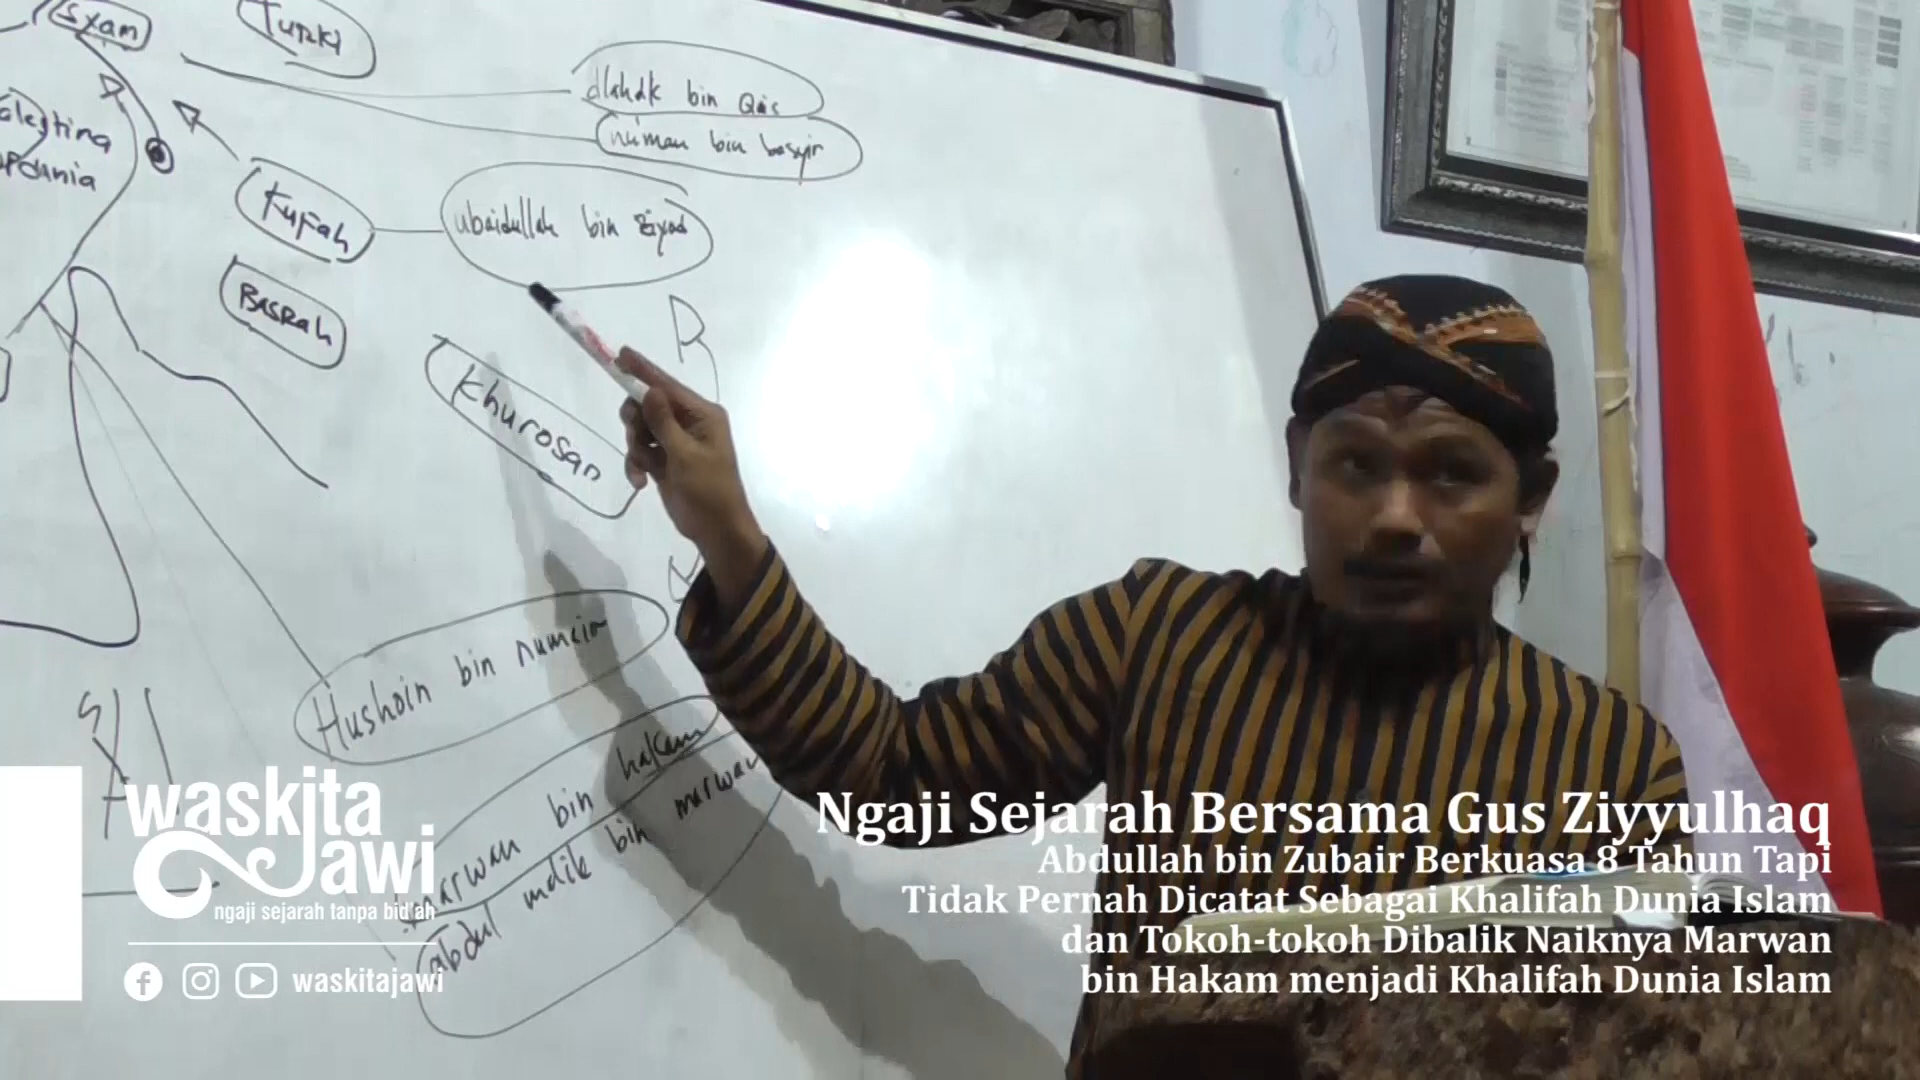 Syam
Turki
dlahak bin Qais
nu'man bin basyir
alestina
ordania
Kufah
ubaidullah bin Ziyad
BASRah
Khurosan
Hushoin bin numair
marwan bin hakam
abdul malik bin marwan
waskita
Jawi
ngaji sejarah tanpa bid'ah
waskitajawi
Ngaji Sejarah Bersama Gus Ziyyulhaq
Abdullah bin Zubair Berkuasa 8 Tahun Tapi
Tidak Pernah Dicatat Sebagai Khalifah Dunia Islam
dan Tokoh-tokoh Dibalik Naiknya Marwan
bin Hakam menjadi Khalifah Dunia Islam